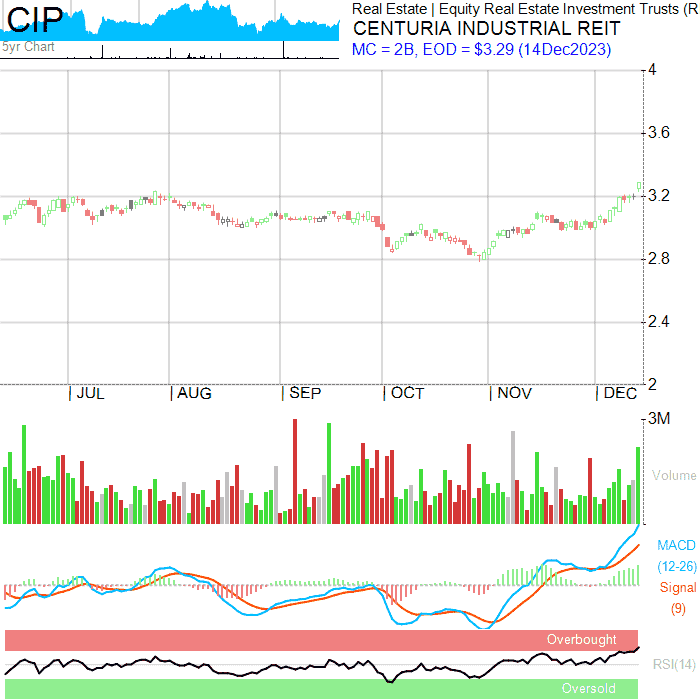 CIP
5yr Chart
Real Estate | Equity Real Estate Investment Trusts (R
CENTURIA INDUSTRIAL REIT
MC = 2B, EOD = $3.29 (14Dec2023)
4
3.6
3.2
2.8
2.4
2
| JUL | AUG | SEP | OCT | NOV | DEC
3M
Volume
MACD
(12-26)
Signal
(9)
Overbought
RSI(14)
Oversold